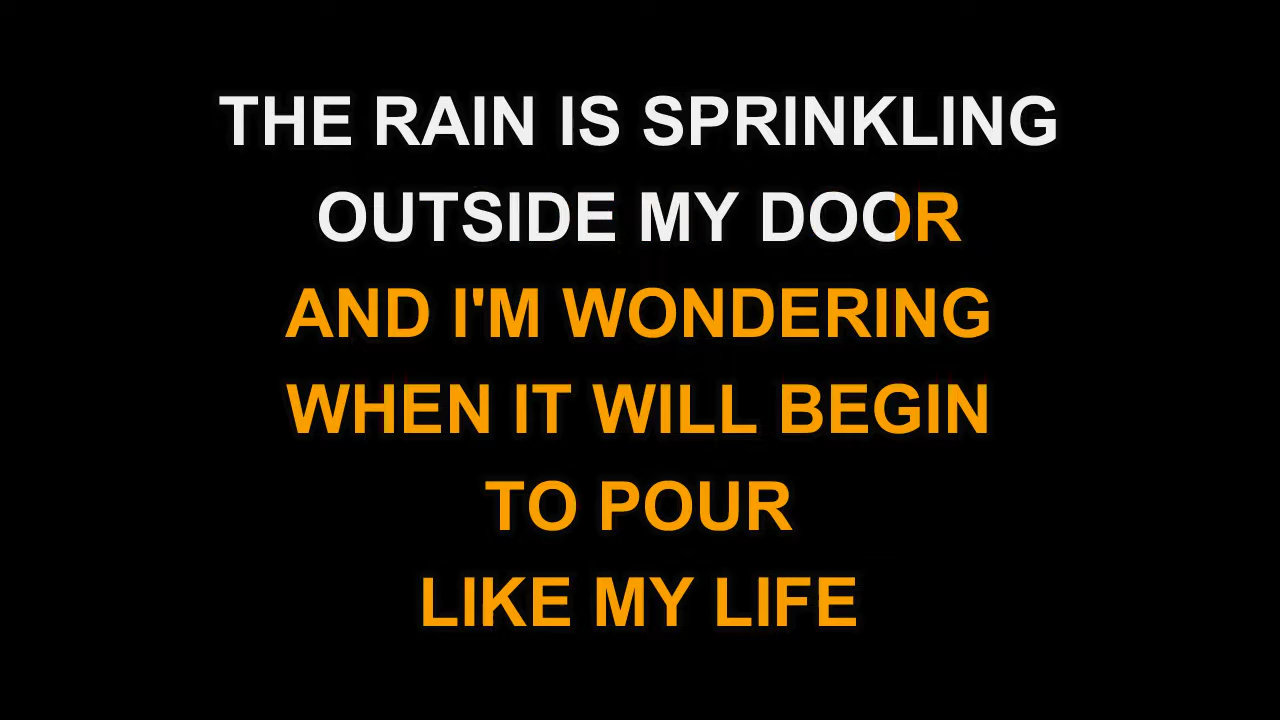 THE RAIN IS SPRINKLING
OUTSIDE MY DOOR
AND I'M WONDERING
WHEN IT WILL BEGIN
TO POUR
LIKE MY LIFE